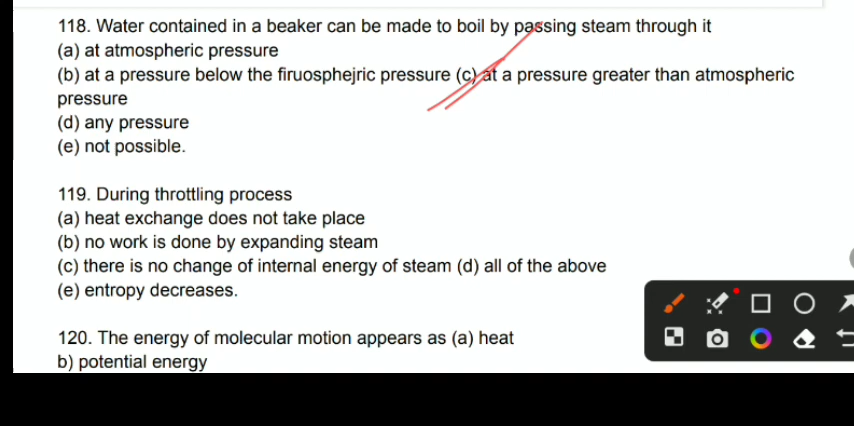 118. Water contained in a beaker can be made to boil by passing steam through it
(a) at atmospheric pressure
(b) at a pressure below the firuosphejric pressure (c) at a pressure greater than atmospheric
pressure
(d) any pressure
(e) not possible.
119. During throttling process
(a) heat exchange does not take place
(b) no work is done by expanding steam
(c) there is no change of internal energy of steam (d) all of the above
(e) entropy decreases.
120. The energy of molecular motion appears as (a) heat
b) potential energy